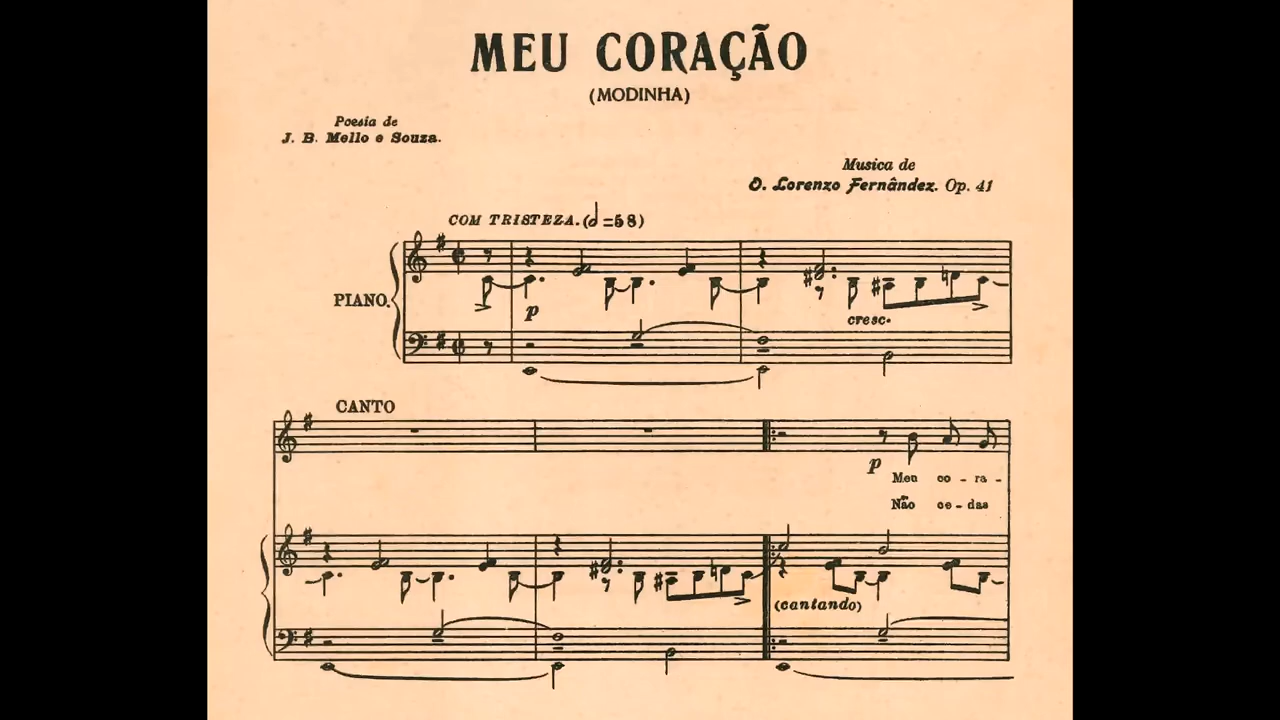 MEU CORAÇÃO
(MODINHA)
Poesia de
J. B. Mello e Souza.
Musica de
O. Lorenzo Fernândez. Op. 41
COM TRISTEZA. (𝅗𝅥 =58)
PIANO.
p
cresc.
CANTO
p
Meu co - ra -
Não ce - das
(cantando)